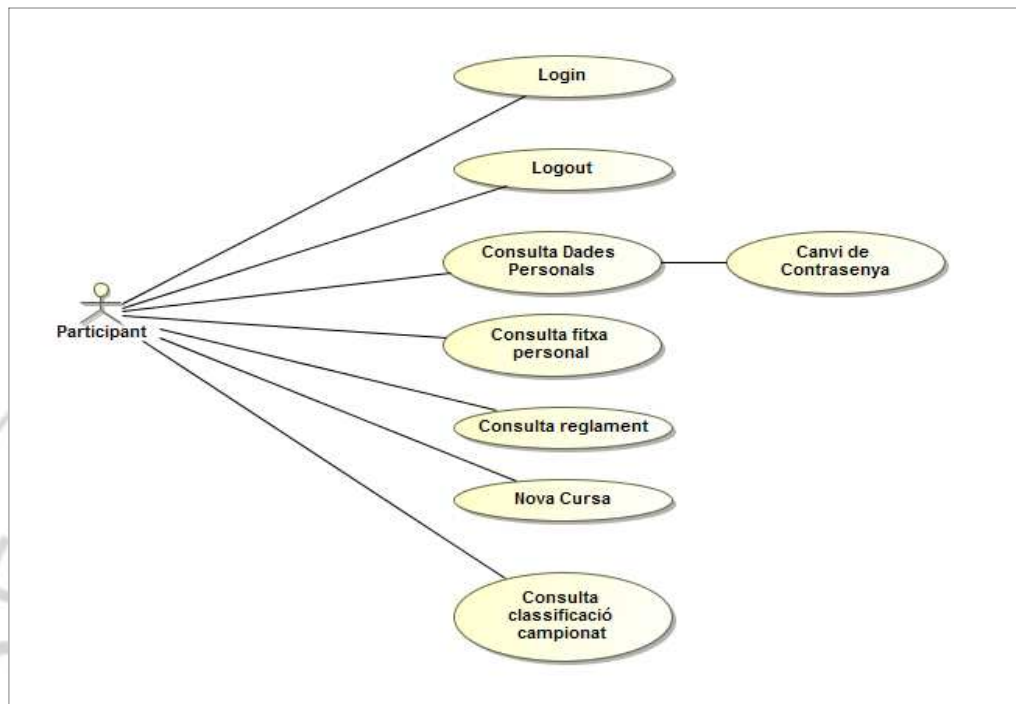 Login
Logout
Consulta Dades
Personals
Canvi de
Contrasenya
Participant
Consulta fitxa
personal
Consulta reglament
Nova Cursa
Consulta
classificació
campionat